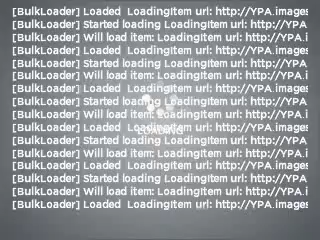 [BulkLoader] Loaded LoadingItem url: http://YPA.images
[BulkLoader] Started loading LoadingItem url: http://YPA
[BulkLoader] Will load item: LoadingItem url: http://YPA.i
[BulkLoader] Loaded LoadingItem url: http://YPA.images
[BulkLoader] Started loading LoadingItem url: http://YPA
[BulkLoader] Will load item: LoadingItem url: http://YPA.i
[BulkLoader] Loaded LoadingItem url: http://YPA.images
[BulkLoader] Started loading LoadingItem url: http://YPA
[BulkLoader] Will load item: LoadingItem url: http://YPA.i
[BulkLoader] Loaded LoadingItem url: http://YPA.images
LOADING
[BulkLoader] Started loading LoadingItem url: http://YPA
[BulkLoader] Will load item: LoadingItem url: http://YPA.i
[BulkLoader] Loaded LoadingItem url: http://YPA.images
[BulkLoader] Started loading LoadingItem url: http://YPA
[BulkLoader] Will load item: LoadingItem url: http://YPA.i
[BulkLoader] Loaded LoadingItem url: http://YPA.images